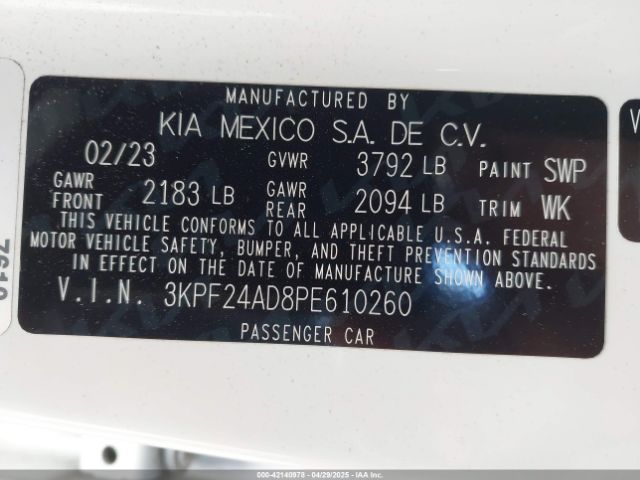 MANUFACTURED BY
KIA MEXICO S.A. DE C.V.
02/23 GVWR 3792 LB PAINT SWP
GAWR FRONT 2183 LB GAWR REAR 2094 LB TRIM WK
THIS VEHICLE CONFORMS TO ALL APPLICABLE U.S.A. FEDERAL
MOTOR VEHICLE SAFETY, BUMPER, AND THEFT PREVENTION STANDARDS
IN EFFECT ON THE DATE OF MANUFACTURE SHOWN ABOVE.
V.I.N. 3KPF24AD8PE610260
PASSENGER CAR
000-42140978 - 04/29/2025 - IAAI.COM